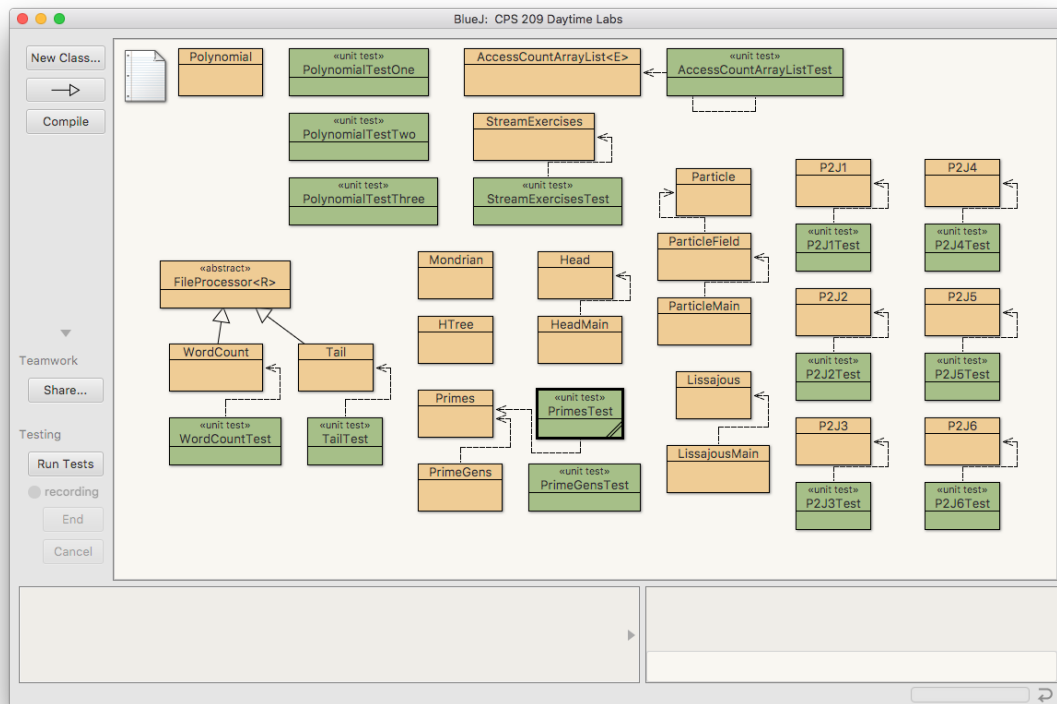 BlueJ: CPS 209 Daytime Labs
New Class...
Compile
Teamwork
Share...
Testing
Run Tests
recording
End
Cancel
Polynomial
«unit test»
PolynomialTestOne
AccessCountArrayList<E>
«unit test»
AccessCountArrayListTest
«unit test»
PolynomialTestTwo
StreamExercises
«unit test»
PolynomialTestThree
«unit test»
StreamExercisesTest
Particle
P2J1
P2J4
ParticleField
«unit test»
P2J1Test
«unit test»
P2J4Test
«abstract»
FileProcessor<R>
Mondrian
Head
ParticleMain
P2J2
P2J5
HTree
HeadMain
WordCount
Tail
«unit test»
P2J2Test
«unit test»
P2J5Test
Lissajous
Primes
«unit test»
PrimesTest
«unit test»
WordCountTest
«unit test»
TailTest
P2J3
P2J6
LissajousMain
PrimeGens
«unit test»
PrimeGensTest
«unit test»
P2J3Test
«unit test»
P2J6Test